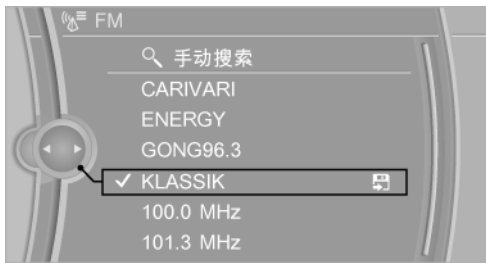 FM
手动搜索
CARIVARI
ENERGY
GONG96.3
KLASSIK
100.0 MHz
101.3 MHz